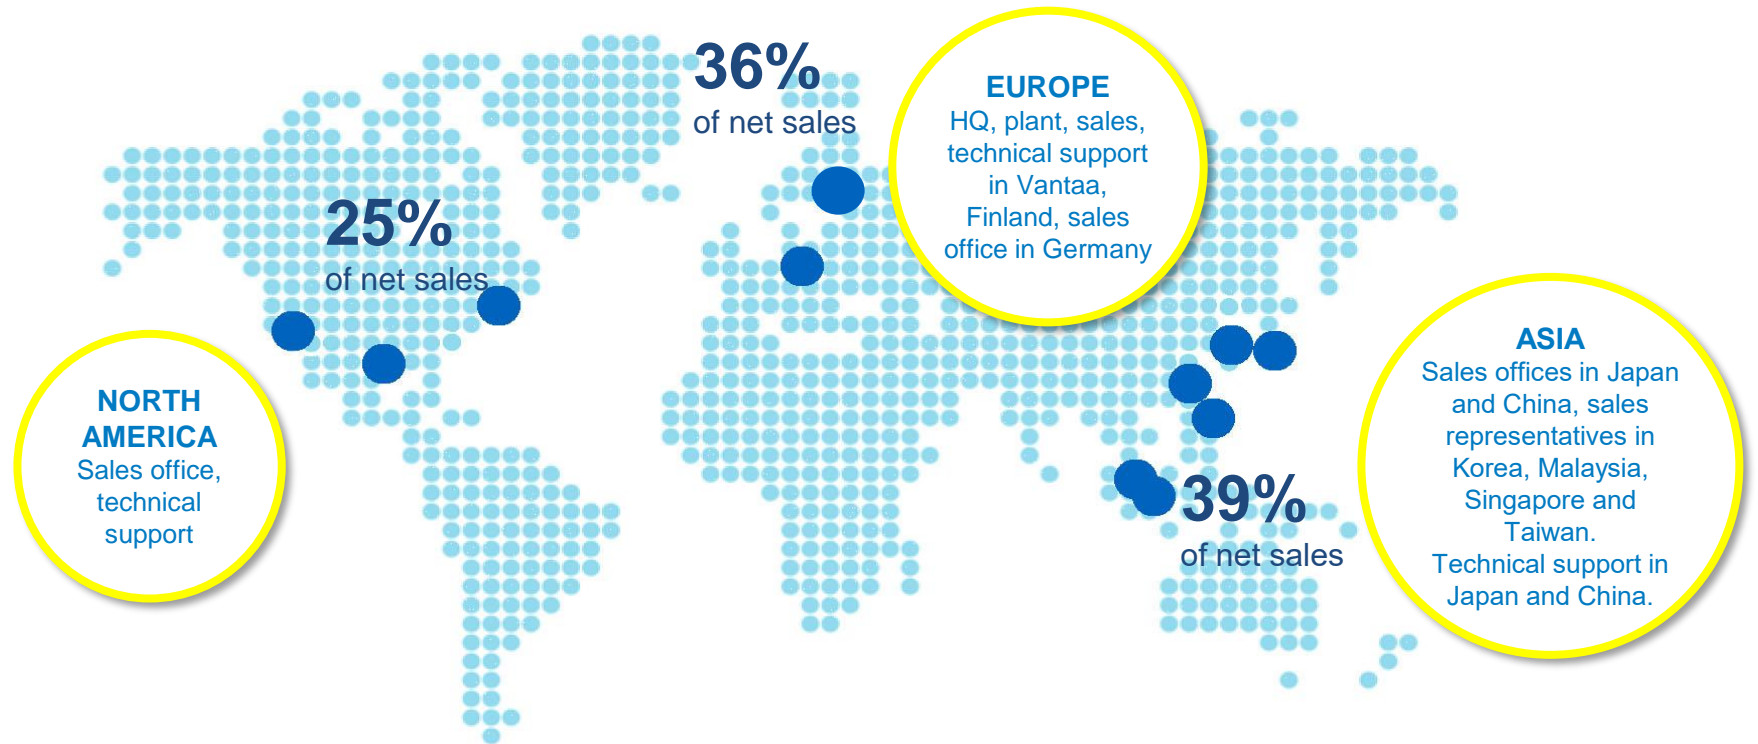 36%
of net sales
EUROPE
HQ, plant, sales,
technical support
in Vantaa,
Finland, sales
office in Germany
25%
of net sales
NORTH
AMERICA
Sales office,
technical
support
ASIA
Sales offices in Japan
and China, sales
representatives in
Korea, Malaysia,
Singapore and
Taiwan.
Technical support in
Japan and China.
39%
of net sales